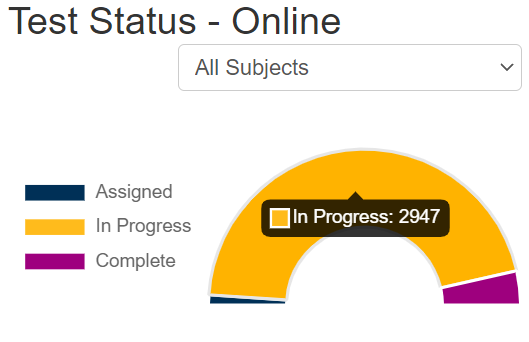 Test Status - Online
All Subjects
Assigned
In Progress
Complete
In Progress: 2947